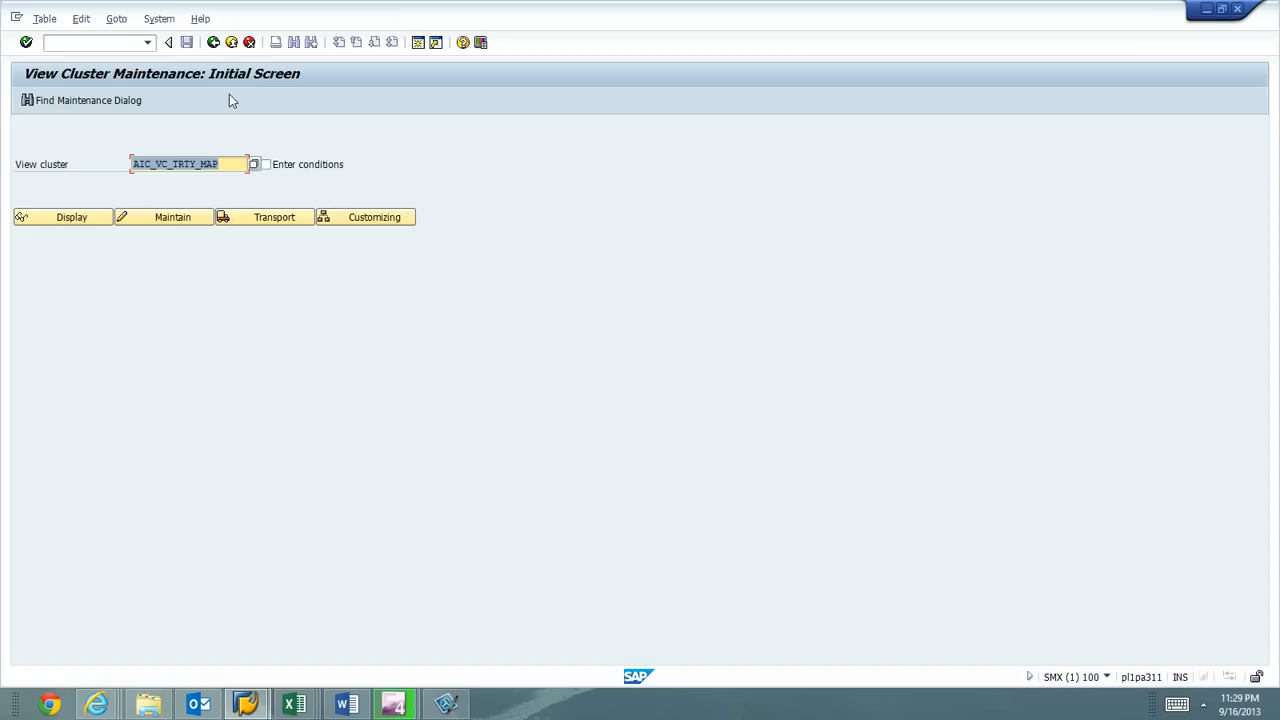 Table Edit Goto System Help
View Cluster Maintenance: Initial Screen
Find Maintenance Dialog
View cluster AIC_VC_TRTY_MAP Enter conditions
Display Maintain Transport Customizing
SAP
SMX (1) 100 pl1pa311 INS
11:29 PM
9/16/2013